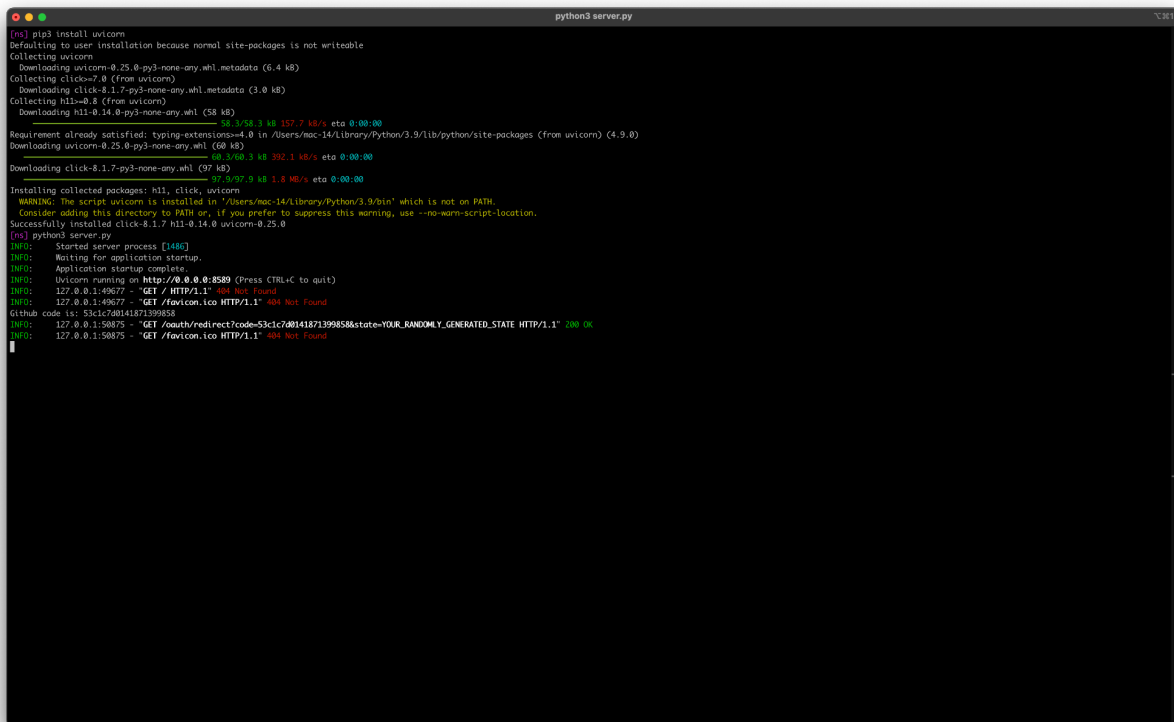 python3 server.py
⌥⌘1
[ns] pip3 install uvicorn
Defaulting to user installation because normal site-packages is not writeable
Collecting uvicorn
  Downloading uvicorn-0.25.0-py3-none-any.whl.metadata (6.4 kB)
Collecting click>=7.0 (from uvicorn)
  Downloading click-8.1.7-py3-none-any.whl.metadata (3.0 kB)
Collecting h11>=0.8 (from uvicorn)
  Downloading h11-0.14.0-py3-none-any.whl (58 kB)
58.3/58.3 kB 157.7 kB/s eta 0:00:00
Requirement already satisfied: typing-extensions>=4.0 in /Users/mac-14/Library/Python/3.9/lib/python/site-packages (from uvicorn) (4.9.0)
Downloading uvicorn-0.25.0-py3-none-any.whl (60 kB)
60.3/60.3 kB 392.1 kB/s eta 0:00:00
Downloading click-8.1.7-py3-none-any.whl (97 kB)
97.9/97.9 kB 1.8 MB/s eta 0:00:00
Installing collected packages: h11, click, uvicorn
  WARNING: The script uvicorn is installed in '/Users/mac-14/Library/Python/3.9/bin' which is not on PATH.
  Consider adding this directory to PATH or, if you prefer to suppress this warning, use --no-warn-script-location.
Successfully installed click-8.1.7 h11-0.14.0 uvicorn-0.25.0
[ns] python3 server.py
INFO:     Started server process [1486]
INFO:     Waiting for application startup.
INFO:     Application startup complete.
INFO:     Uvicorn running on http://0.0.0.0:8589 (Press CTRL+C to quit)
INFO:     127.0.0.1:49677 - "GET / HTTP/1.1" 404 Not Found
INFO:     127.0.0.1:49677 - "GET /favicon.ico HTTP/1.1" 404 Not Found
Github code is: 53c1c7d0141871399858
INFO:     127.0.0.1:50875 - "GET /oauth/redirect?code=53c1c7d0141871399858&state=YOUR_RANDOMLY_GENERATED_STATE HTTP/1.1" 200 OK
INFO:     127.0.0.1:50875 - "GET /favicon.ico HTTP/1.1" 404 Not Found